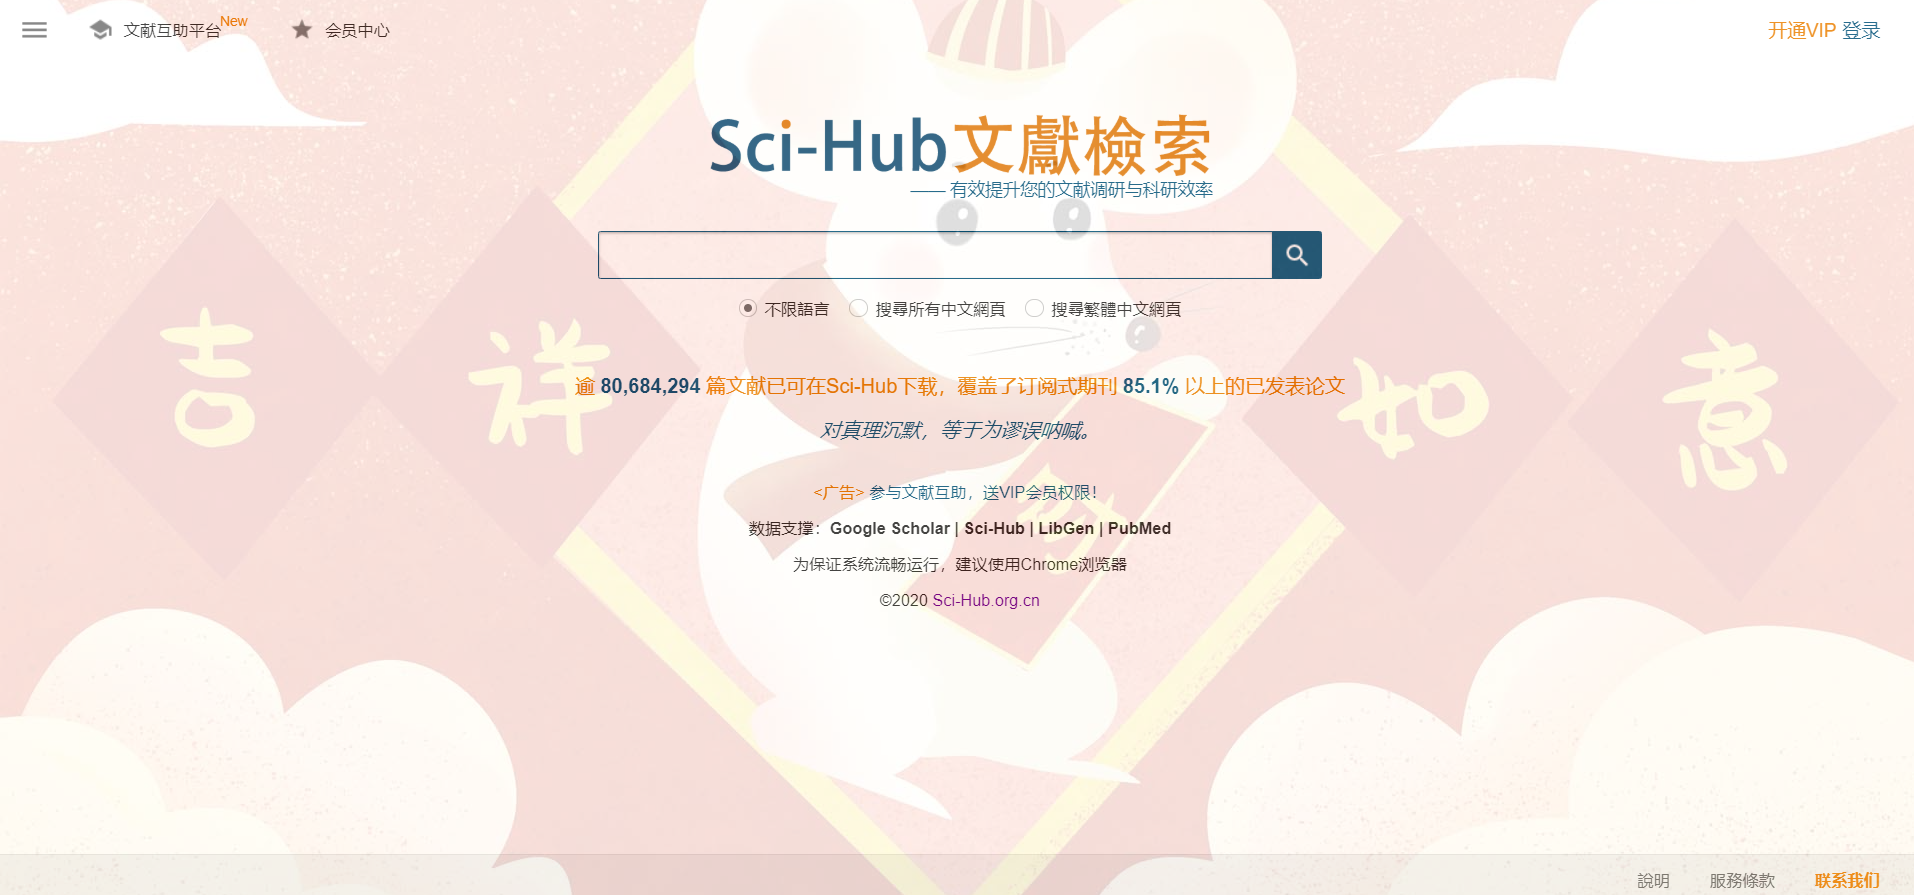 文献互助平台 New 会员中心 开通VIP 登录
Sci-Hub文獻檢索
—— 有效提升您的文献调研与科研效率
不限語言 搜尋所有中文網頁 搜尋繁體中文網頁
吉 祥 如 意
逾 80,684,294 篇文献已可在Sci-Hub下载，覆盖了订阅式期刊 85.1% 以上的已发表论文
对真理沉默，等于为谬误呐喊。
<广告> 参与文献互助，送VIP会员权限！
数据支撑：Google Scholar | Sci-Hub | LibGen | PubMed
为保证系统流畅运行，建议使用Chrome浏览器
©2020 Sci-Hub.org.cn
說明 服務條款 联系我们